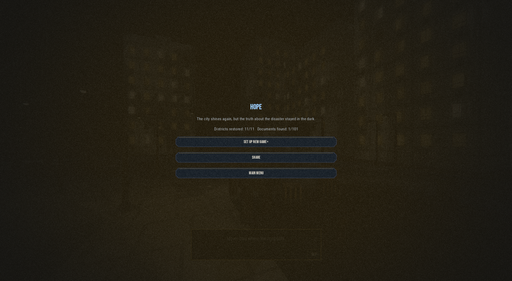 HOPE
The city shines again, but the truth about the disaster stayed in the dark
Districts restored: 11/11 Documents found: 1/101
SET UP NEW GAME+
SHARE
MAIN MENU